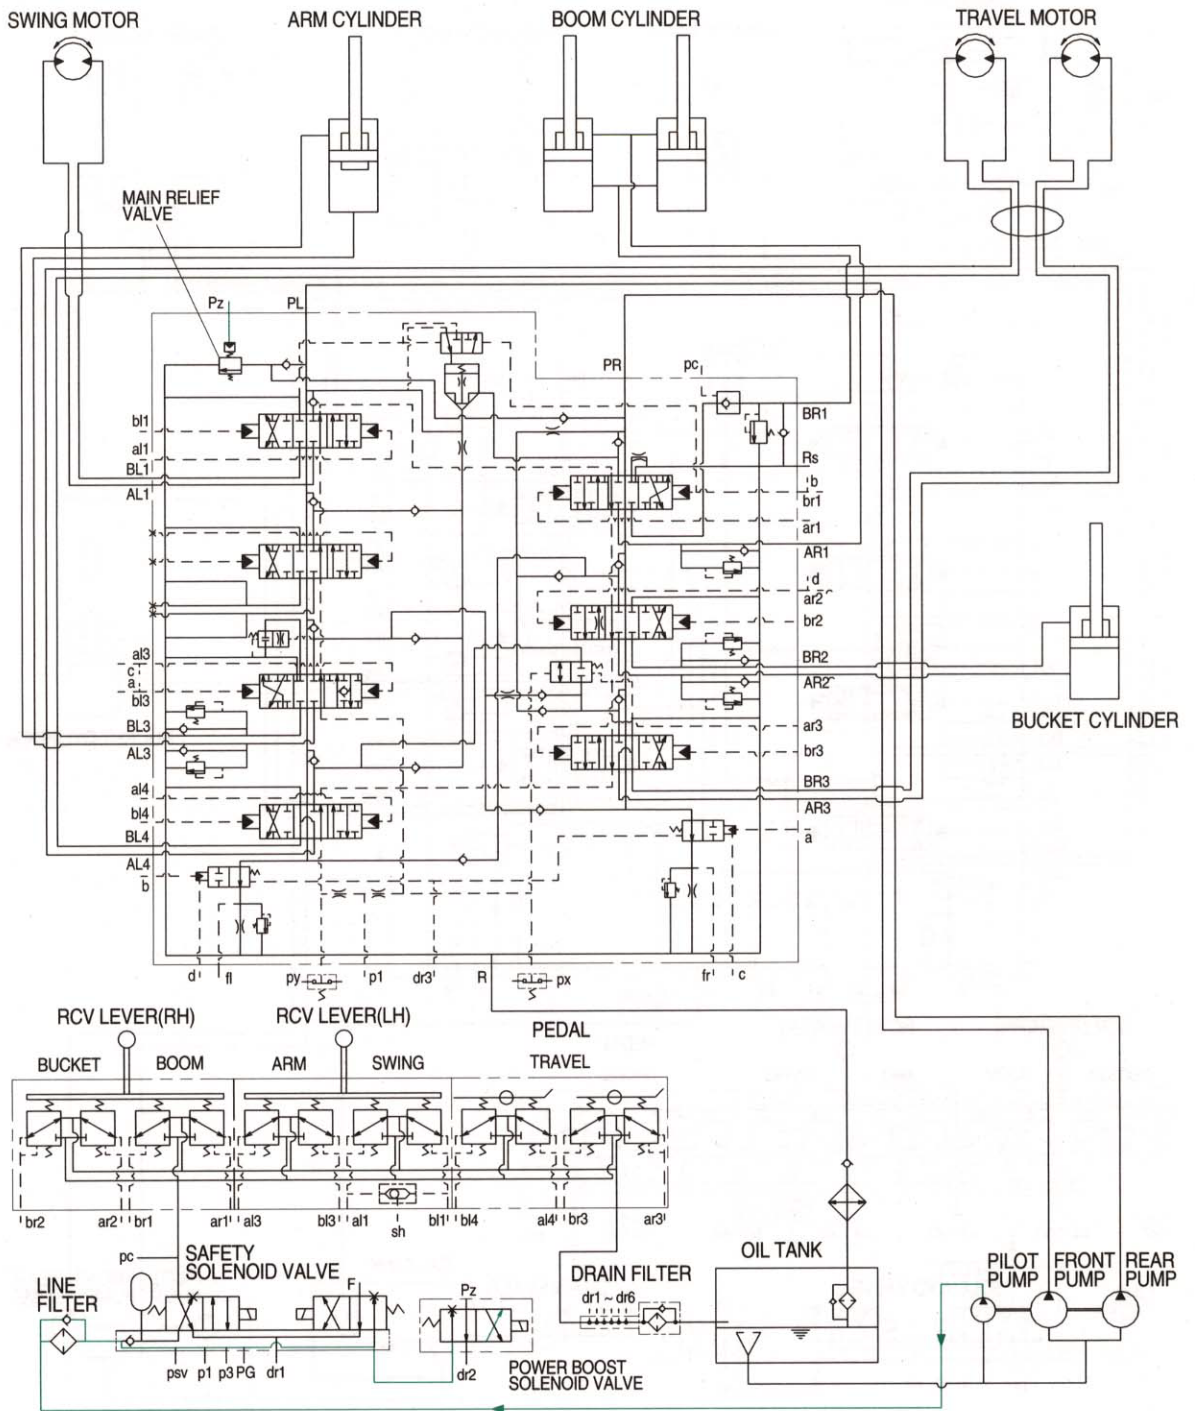 SWING MOTOR
ARM CYLINDER
BOOM CYLINDER
TRAVEL MOTOR
MAIN RELIEF
VALVE
Pz
PL
PR
pc
bl1
al1
BL1
AL1
BR1
Rs
b
br1
ar1
AR1
d
ar2
br2
BR2
AR2
ar3
br3
BR3
AR3
a
al3
c
a
bl3
BL3
AL3
al4
bl4
BL4
AL4
b
BUCKET CYLINDER
d
fl
py
p1
dr3
R
px
fr
c
RCV LEVER(RH)
RCV LEVER(LH)
PEDAL
BUCKET
BOOM
ARM
SWING
TRAVEL
br2
ar2
br1
ar1
al3
bl3
al1
sh
bl1
bl4
al4
br3
ar3
pc
SAFETY
SOLENOID VALVE
LINE
FILTER
F
Pz
psv
p1
p3
PG
dr1
dr2
POWER BOOST
SOLENOID VALVE
DRAIN FILTER
dr1 ~ dr6
OIL TANK
PILOT
PUMP
FRONT
PUMP
REAR
PUMP